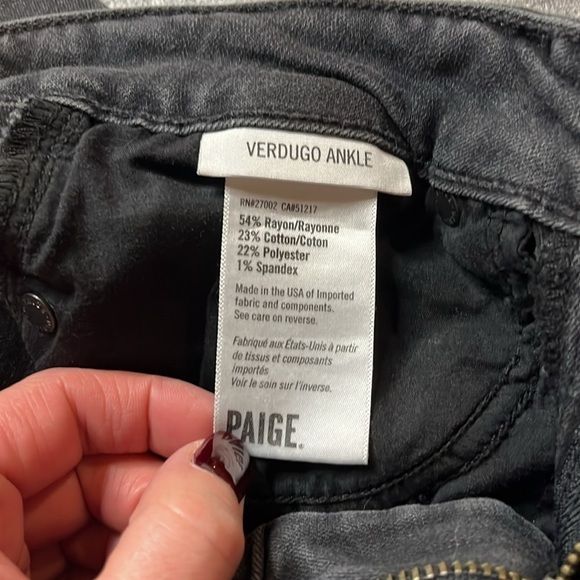 VERDUGO ANKLE
RN#27002 CA#51217
54% Rayon/Rayonne
23% Cotton/Coton
22% Polyester
1% Spandex
Made in the USA of Imported
fabric and components.
See care on reverse.
Fabriqué aux États-Unis à partir
de tissus et composants
importés
Voir le soin sur l'inverse.
PAIGE.